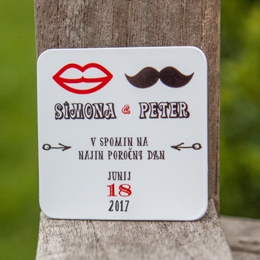 SIMONA & PETER
V SPOMIN NA
NAJIN POROČNI DAN
JUNIJ
18
2017